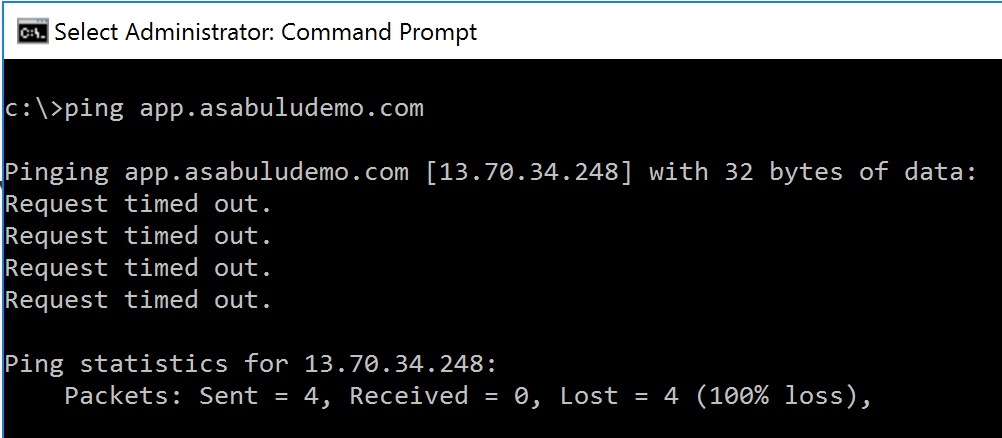 Select Administrator: Command Prompt
c:\>ping app.asabuludemo.com
Pinging app.asabuludemo.com [13.70.34.248] with 32 bytes of data:
Request timed out.
Request timed out.
Request timed out.
Request timed out.
Ping statistics for 13.70.34.248:
    Packets: Sent = 4, Received = 0, Lost = 4 (100% loss),